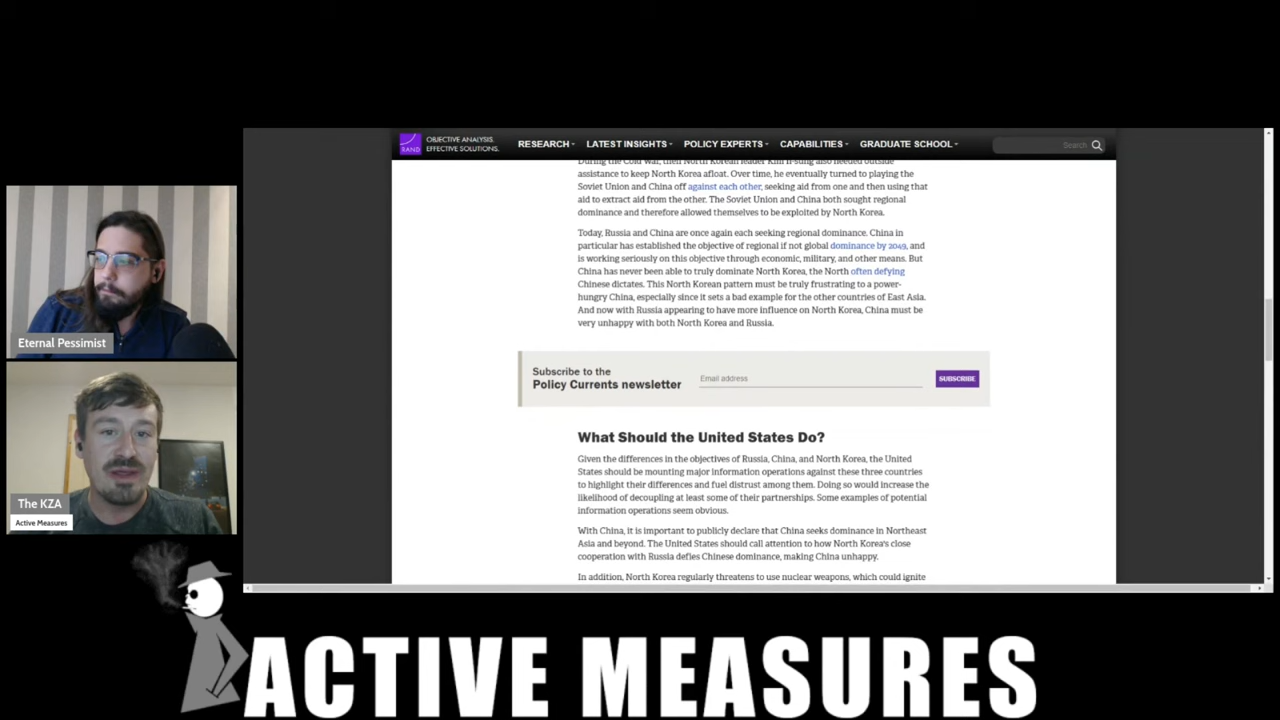 RAND
OBJECTIVE ANALYSIS.
EFFECTIVE SOLUTIONS.
RESEARCH
LATEST INSIGHTS
POLICY EXPERTS
CAPABILITIES
GRADUATE SCHOOL
Search
During the Cold War, then North Korean leader Kim Il-sung also needed outside
assistance to keep North Korea afloat. Over time, he eventually turned to playing the
Soviet Union and China off against each other, seeking aid from one and then using that
aid to extract aid from the other. The Soviet Union and China both sought regional
dominance and therefore allowed themselves to be exploited by North Korea.
Today, Russia and China are once again each seeking regional dominance. China in
particular has established the objective of regional if not global dominance by 2049, and
is working seriously on this objective through economic, military, and other means. But
China has never been able to truly dominate North Korea, the North often defying
Chinese dictates. This North Korean pattern must be truly frustrating to a power-
hungry China, especially since it sets a bad example for the other countries of East Asia.
And now with Russia appearing to have more influence on North Korea, China must be
very unhappy with both North Korea and Russia.
Subscribe to the
Policy Currents newsletter
Email address
SUBSCRIBE
What Should the United States Do?
Given the differences in the objectives of Russia, China, and North Korea, the United
States should be mounting major information operations against these three countries
to highlight their differences and fuel distrust among them. Doing so would increase the
likelihood of decoupling at least some of their partnerships. Some examples of potential
information operations seem obvious.
With China, it is important to publicly declare that China seeks dominance in Northeast
Asia and beyond. The United States should call attention to how North Korea's close
cooperation with Russia defies Chinese dominance, making China unhappy.
In addition, North Korea regularly threatens to use nuclear weapons, which could ignite
Eternal Pessimist
The KZA
Active Measures
ACTIVE MEASURES